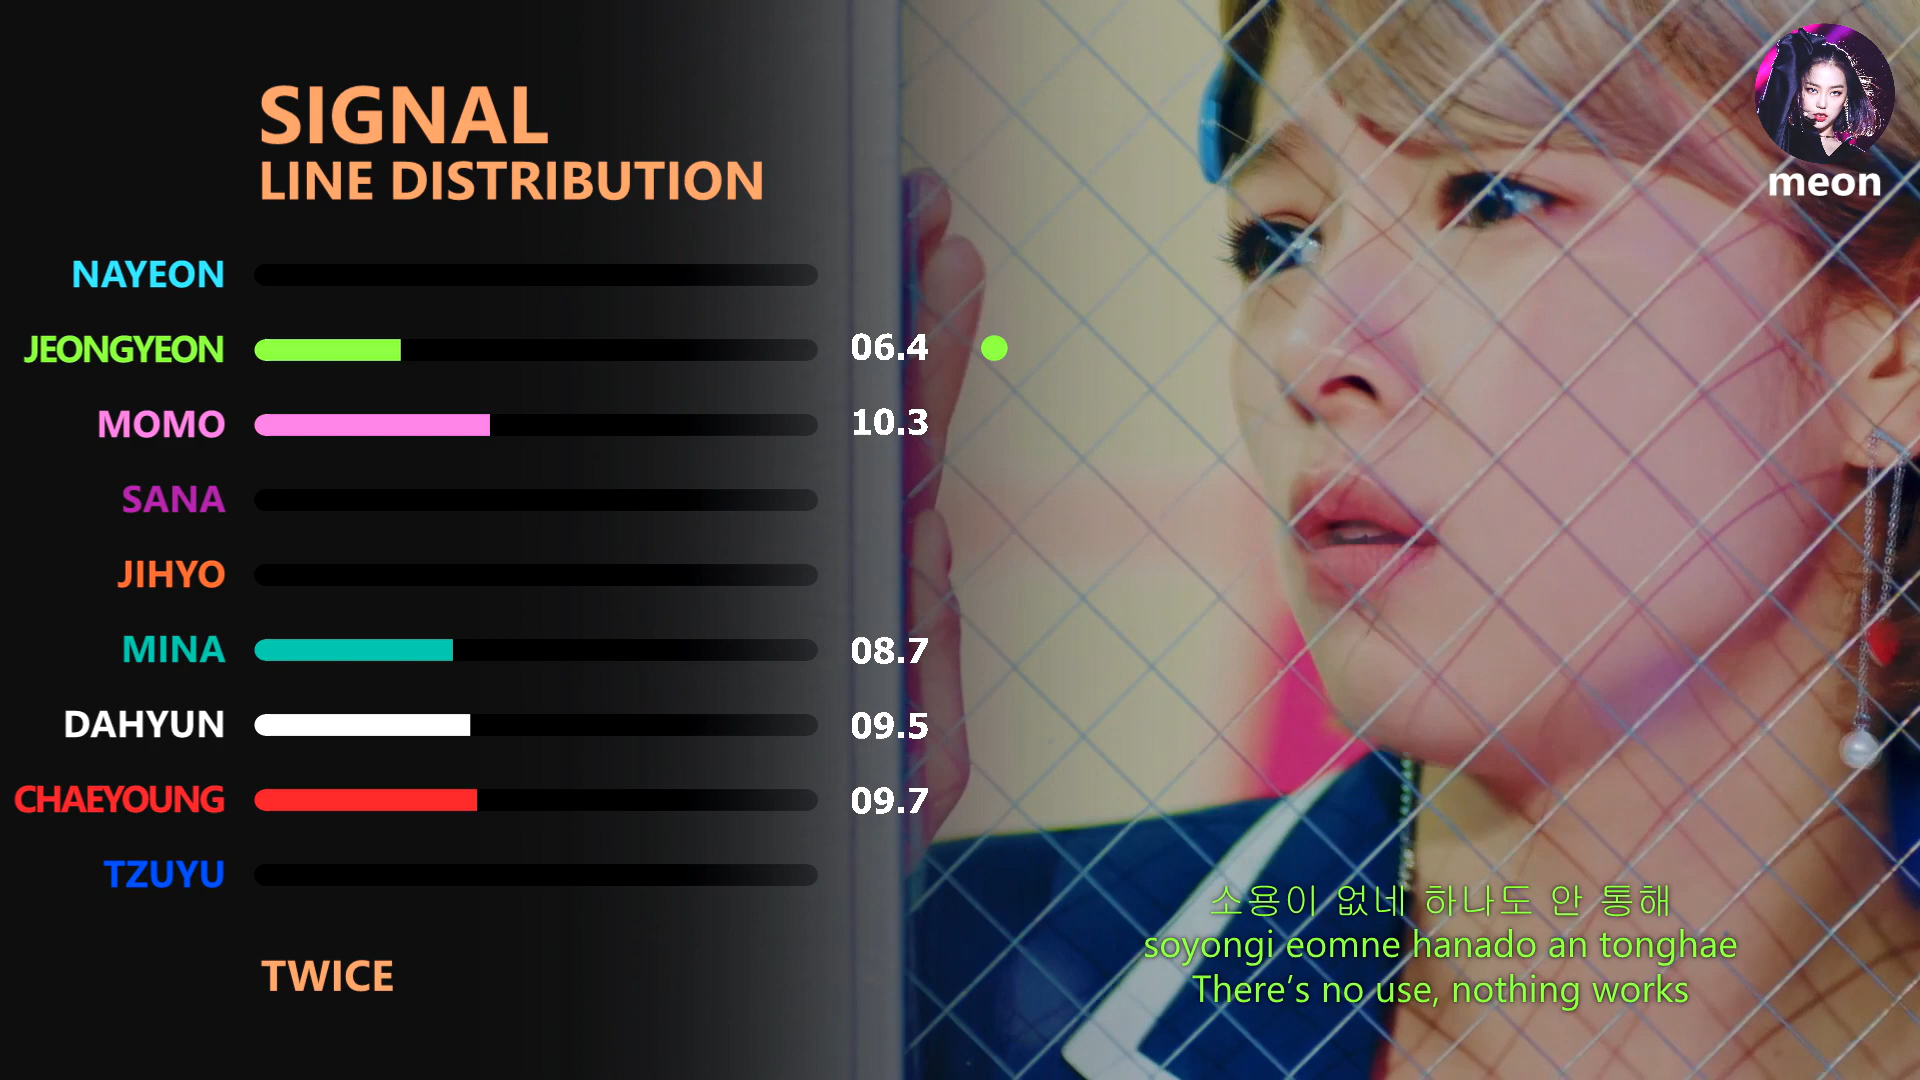 SIGNAL
LINE DISTRIBUTION
meon
NAYEON
JEONGYEON 06.4
MOMO 10.3
SANA
JIHYO
MINA 08.7
DAHYUN 09.5
CHAEYOUNG 09.7
TZUYU
TWICE
소용이 없네 하나도 안 통해
soyongi eomne hanado an tonghae
There's no use, nothing works